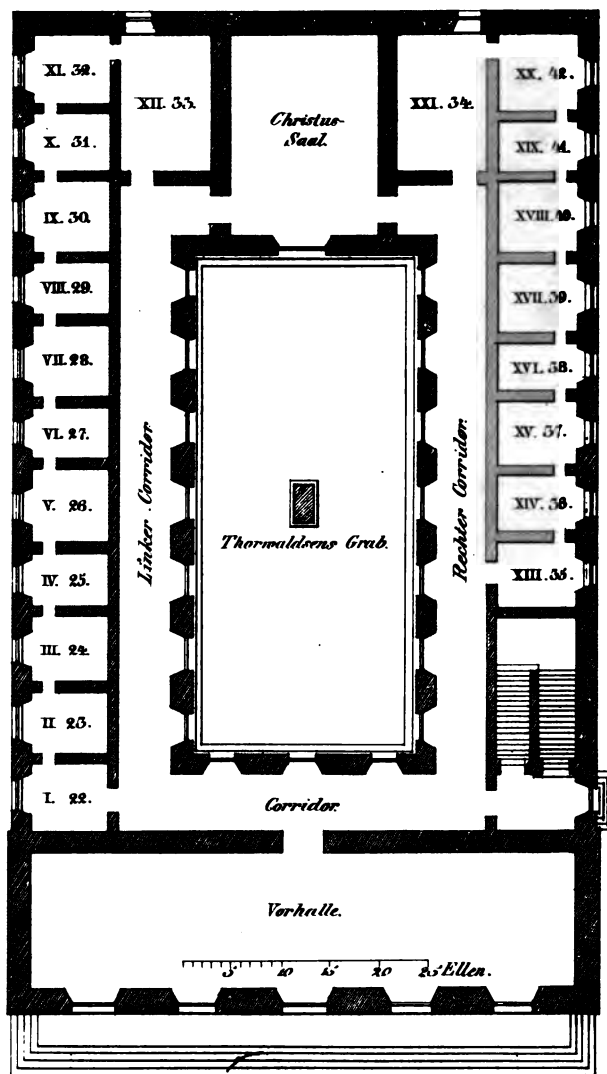 XI. 32.
XII. 33.
Christus-
Saal.
XXI. 34.
XX. 42.
X. 31.
XIX. 41.
IX. 30.
XVIII. 40.
VIII. 29.
XVII. 39.
VII. 28.
XVI. 38.
VI. 27.
XV. 37.
Linker Corridor.
Rechter Corridor.
V. 26.
XIV. 36.
Thorwaldsens Grab.
IV. 25.
XIII. 35.
III. 24.
II 23.
I. 22.
Corridor.
Vorhalle.
5 10 15 20 25 Ellen.